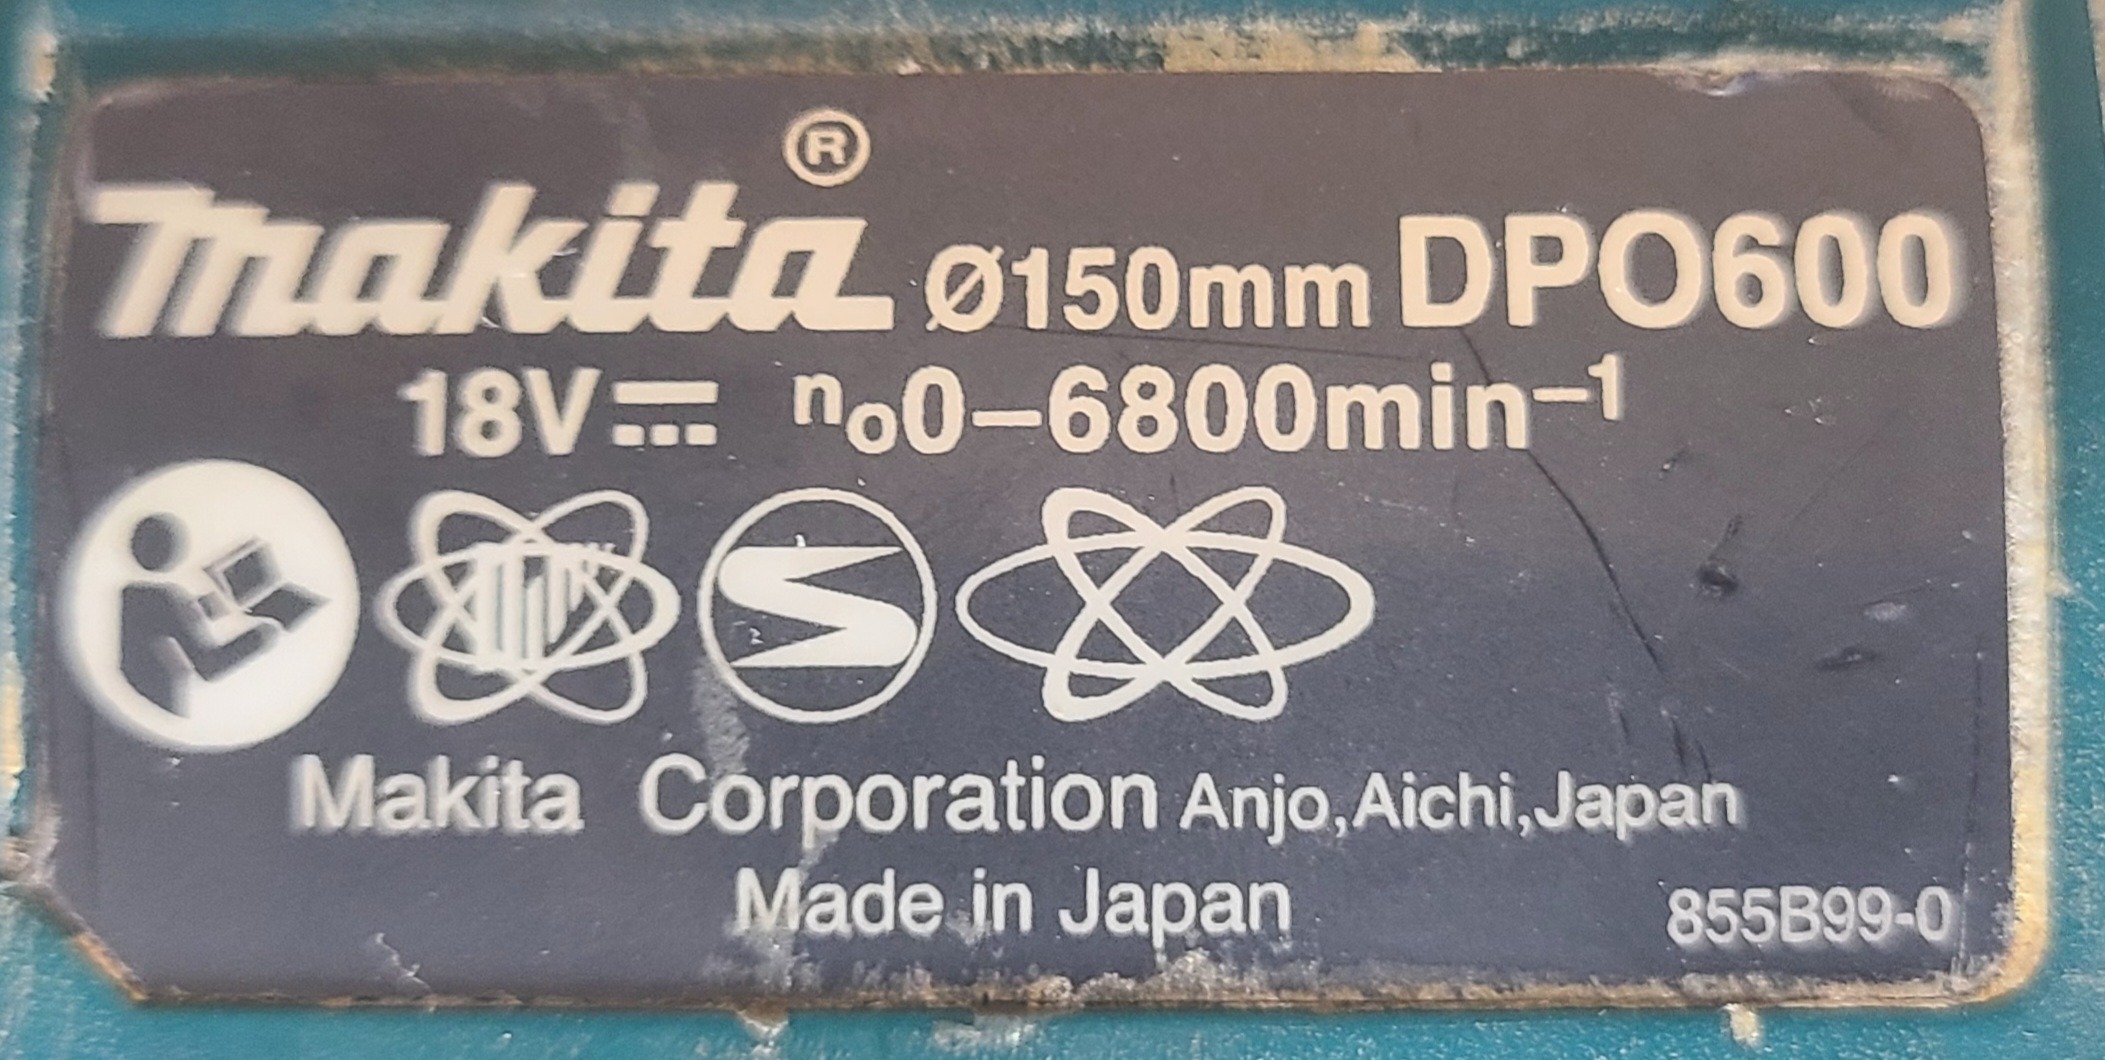 makita® Ø150mm DPO600
18V⎓ n₀0–6800min⁻¹
Makita Corporation Anjo,Aichi,Japan
Made in Japan
855B99-0